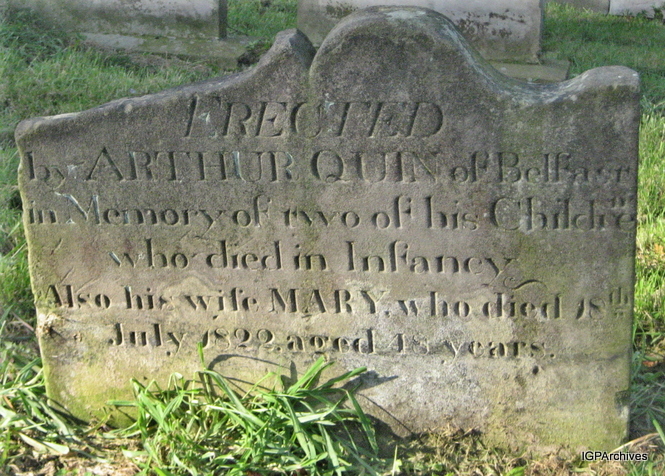 ERECTED
by ARTHUR QUIN of Belfast
in Memory of two of his Childre^n
who died in Infancy
Also his wife MARY, who died 18th
July 1822, aged 48 years.
IGPArchives